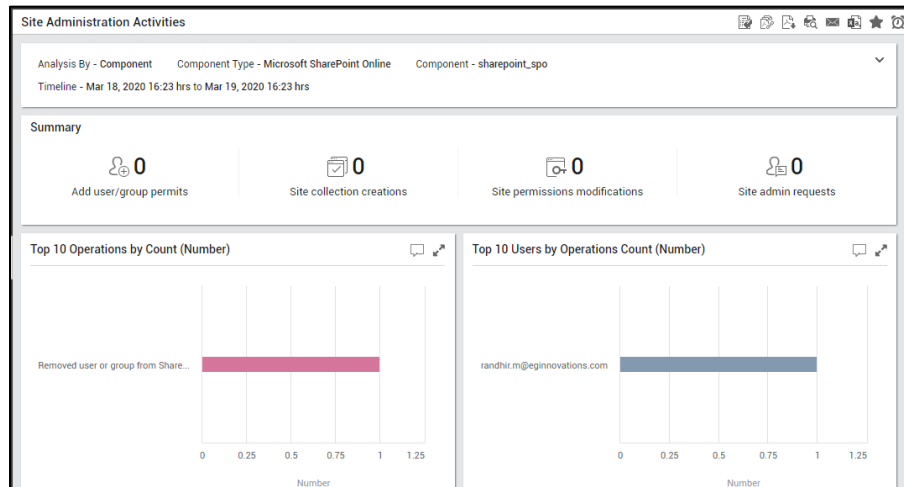 Site Administration Activities
Analysis By - Component Component Type - Microsoft SharePoint Online Component - sharepoint_spo
Timeline - Mar 18, 2020 16:23 hrs to Mar 19, 2020 16:23 hrs
Summary
0 0 0 0
Add user/group permits Site collection creations Site permissions modifications Site admin requests
Top 10 Operations by Count (Number)
Removed user or group from Share...
0 0.25 0.5 0.75 1 1.25
Number
Top 10 Users by Operations Count (Number)
randhir.m@eginnovations.com
0 0.25 0.5 0.75 1 1.25
Number